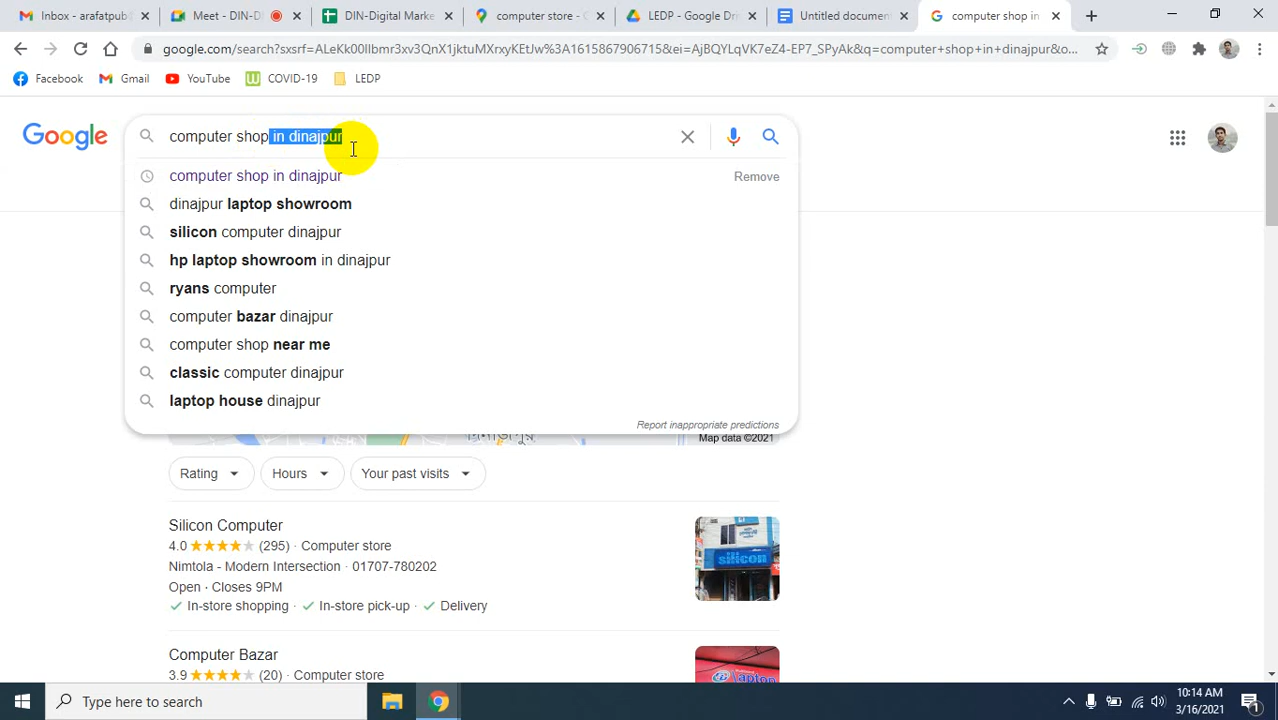 Inbox - arafatpub
Meet - DIN-D
DIN-Digital Marke
computer store - G
LEDP - Google Dri
Untitled documen
computer shop in
google.com/search?sxsrf=ALeKk00Ilbmr3xv3QnX1jktuMXrxyKEtJw%3A1615867906715&ei=AjBQYLqVK7eZ4-EP7_SPyAk&q=computer+shop+in+dinajpur&o...
Facebook
Gmail
YouTube
COVID-19
LEDP
Google
computer shop in dinajpur
computer shop in dinajpur
Remove
dinajpur laptop showroom
silicon computer dinajpur
hp laptop showroom in dinajpur
ryans computer
computer bazar dinajpur
computer shop near me
classic computer dinajpur
laptop house dinajpur
Report inappropriate predictions
Map data ©2021
Rating
Hours
Your past visits
Silicon Computer
4.0 (295) · Computer store
Nimtola - Modern Intersection · 01707-780202
Open · Closes 9PM
In-store shopping · In-store pick-up · Delivery
silicon
Computer Bazar
3.9 (20) · Computer store
Type here to search
10:14 AM
3/16/2021